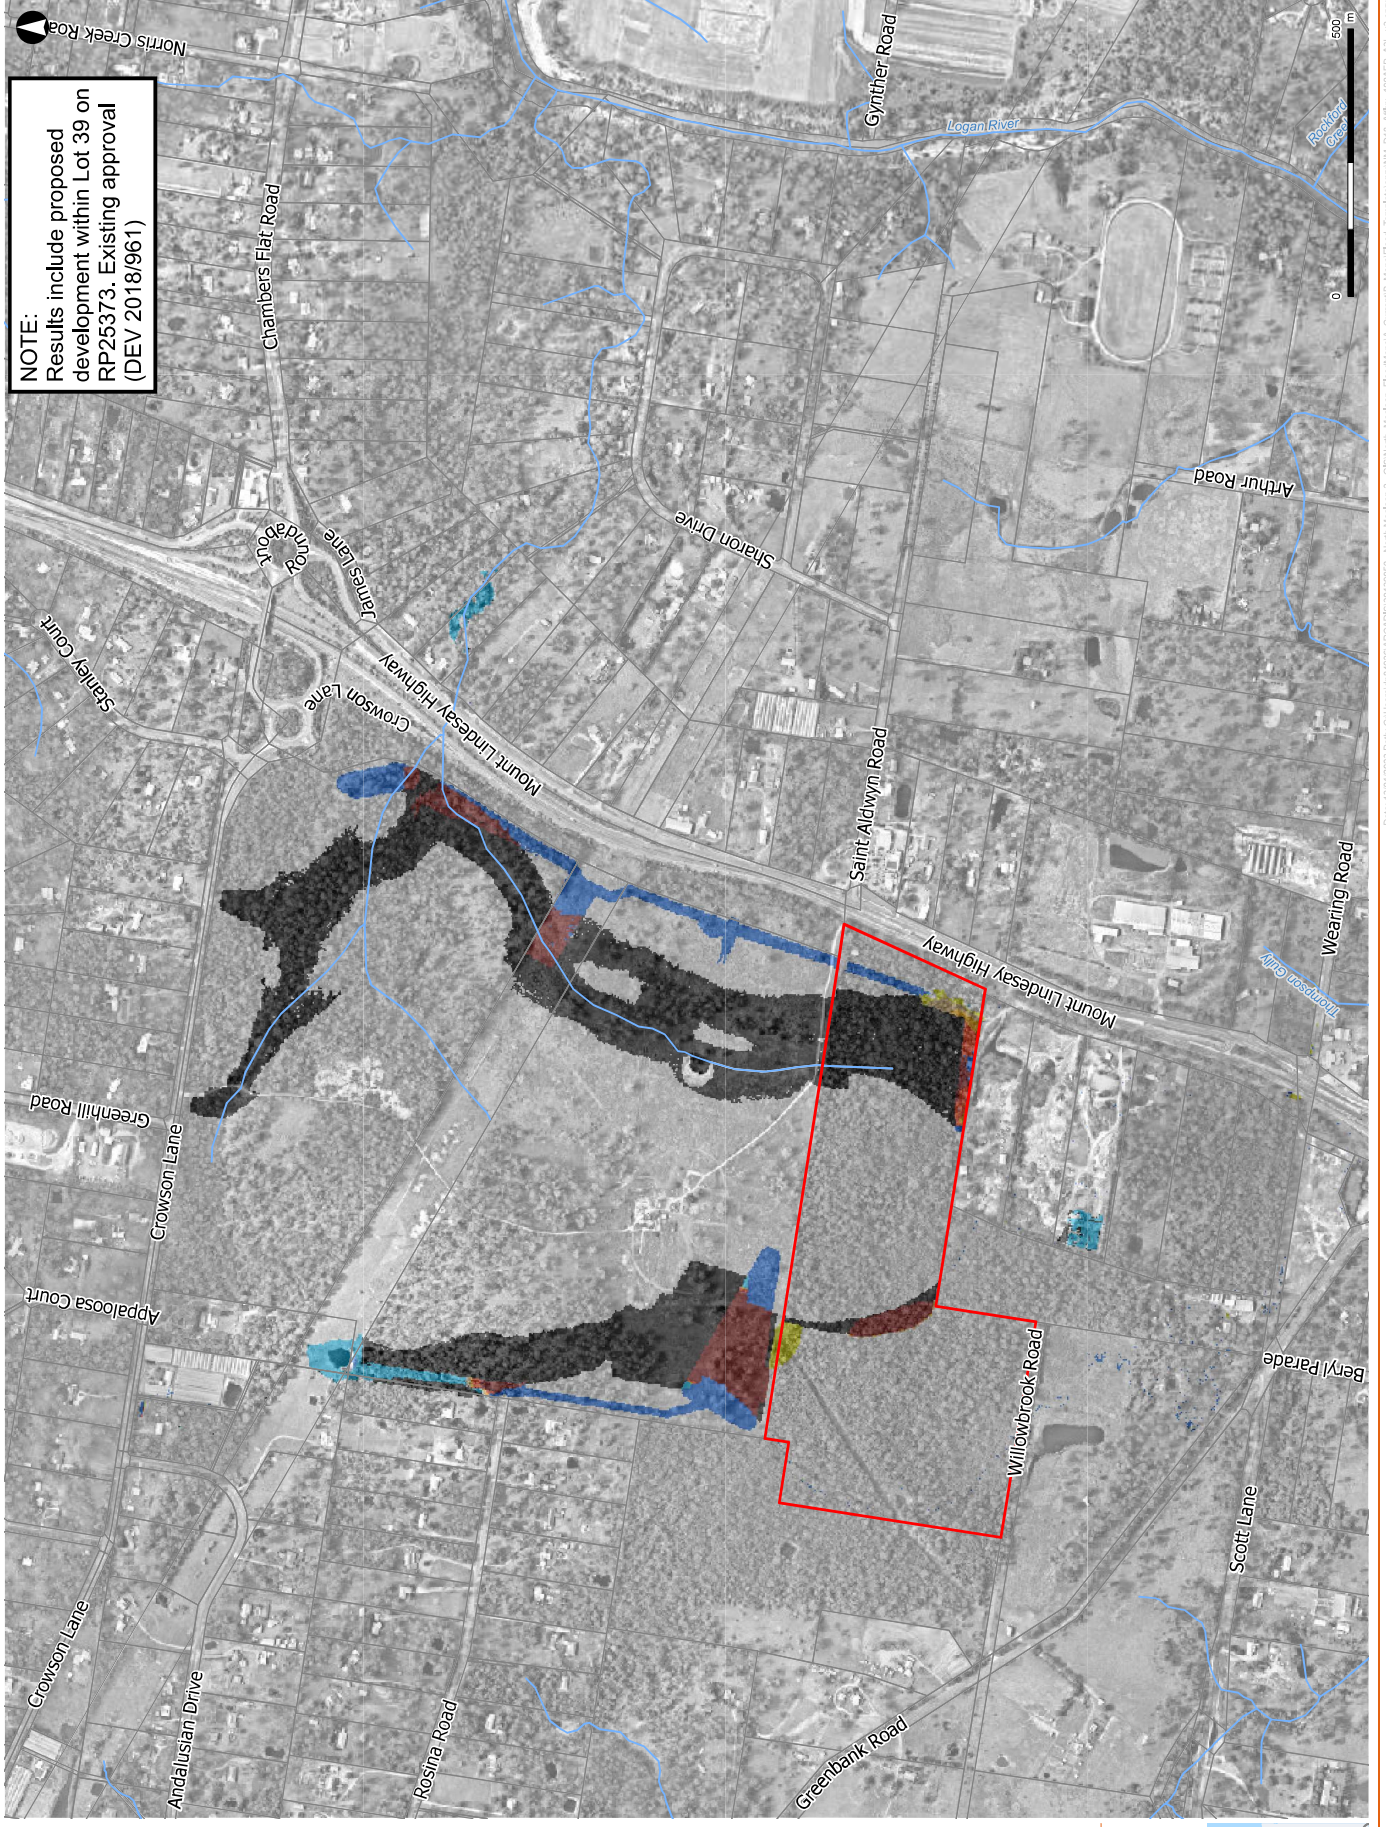 NOTE:
Results include proposed
development within Lot 39 on
RP25373. Existing approval
(DEV 2018/961)
Norris Creek Roa
Chambers Flat Road
Gynther Road
Logan River
Rockford
Creek
500
m
0
Roundabout
James Lane
Stanley Court
Crowson Lane
Mount Lindesay Highway
Sharon Drive
Arthur Road
Saint Aldwyn Road
Mount Lindesay Highway
Wearing Road
Thompson Gully
Greenhill Road
Crowson Lane
Appaloosa Court
Beryl Parade
Willowbrook Road
Scott Lane
Crowson Lane
Andalusian Drive
Rosina Road
Greenbank Road